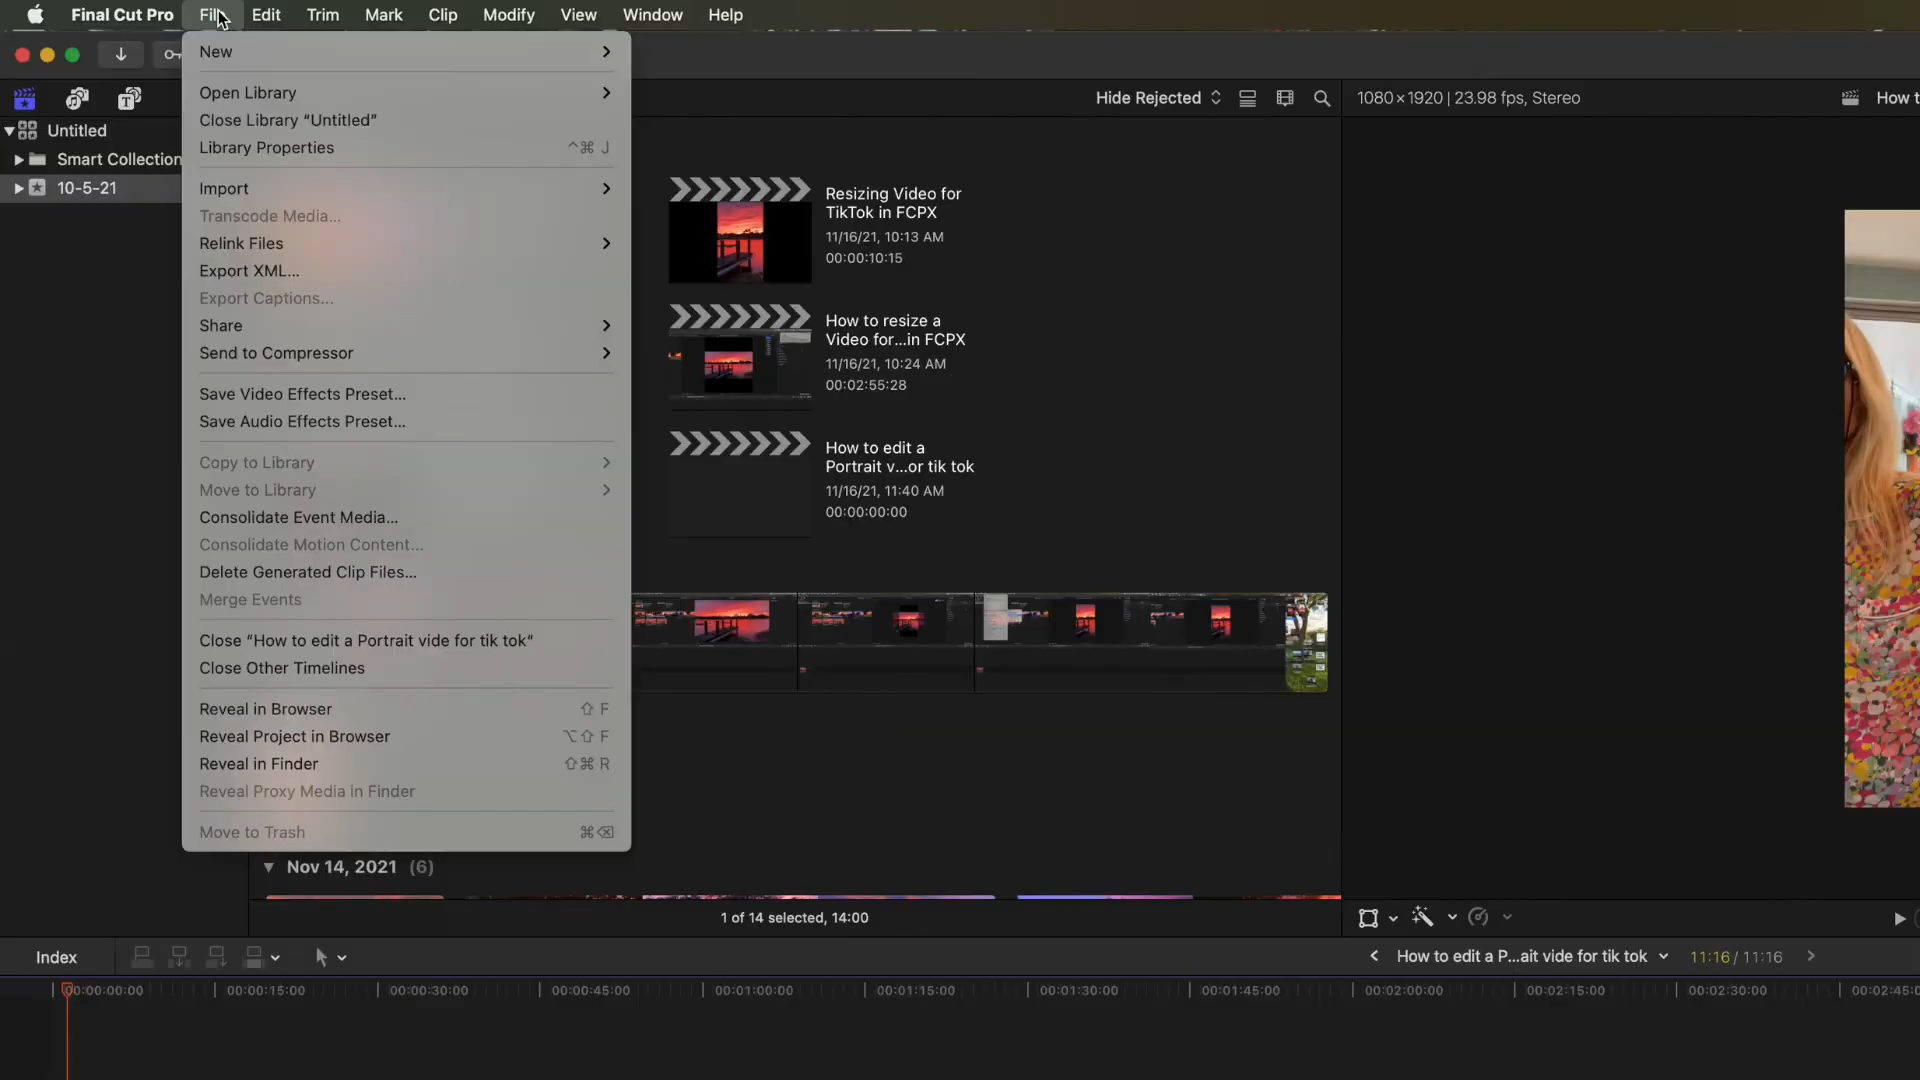 Final Cut Pro File Edit Trim Mark Clip Modify View Window Help
New
Open Library
Close Library “Untitled”
Library Properties ^⌘ J
Import
Transcode Media...
Relink Files
Export XML...
Export Captions...
Share
Send to Compressor
Save Video Effects Preset...
Save Audio Effects Preset...
Copy to Library
Move to Library
Consolidate Event Media...
Consolidate Motion Content...
Delete Generated Clip Files...
Merge Events
Close “How to edit a Portrait vide for tik tok“
Close Other Timelines
Reveal in Browser ⇧ F
Reveal Project in Browser ⌥⇧ F
Reveal in Finder ⇧⌘ R
Reveal Proxy Media in Finder
Move to Trash ⌘⌫
Untitled
Smart Collection
10-5-21
Hide Rejected
1080×1920 | 23.98 fps, Stereo
How t
Resizing Video for
TikTok in FCPX
11/16/21, 10:13 AM
00:00:10:15
How to resize a
Video for...in FCPX
11/16/21, 10:24 AM
00:02:55:28
How to edit a
Portrait v...or tik tok
11/16/21, 11:40 AM
00:00:00:00
Nov 14, 2021 (6)
1 of 14 selected, 14:00
Index
How to edit a P...ait vide for tik tok 11:16 / 11:16
00:00:00:00 00:00:15:00 00:00:30:00 00:00:45:00 00:01:00:00 00:01:15:00 00:01:30:00 00:01:45:00 00:02:00:00 00:02:15:00 00:02:30:00 00:02:45:0